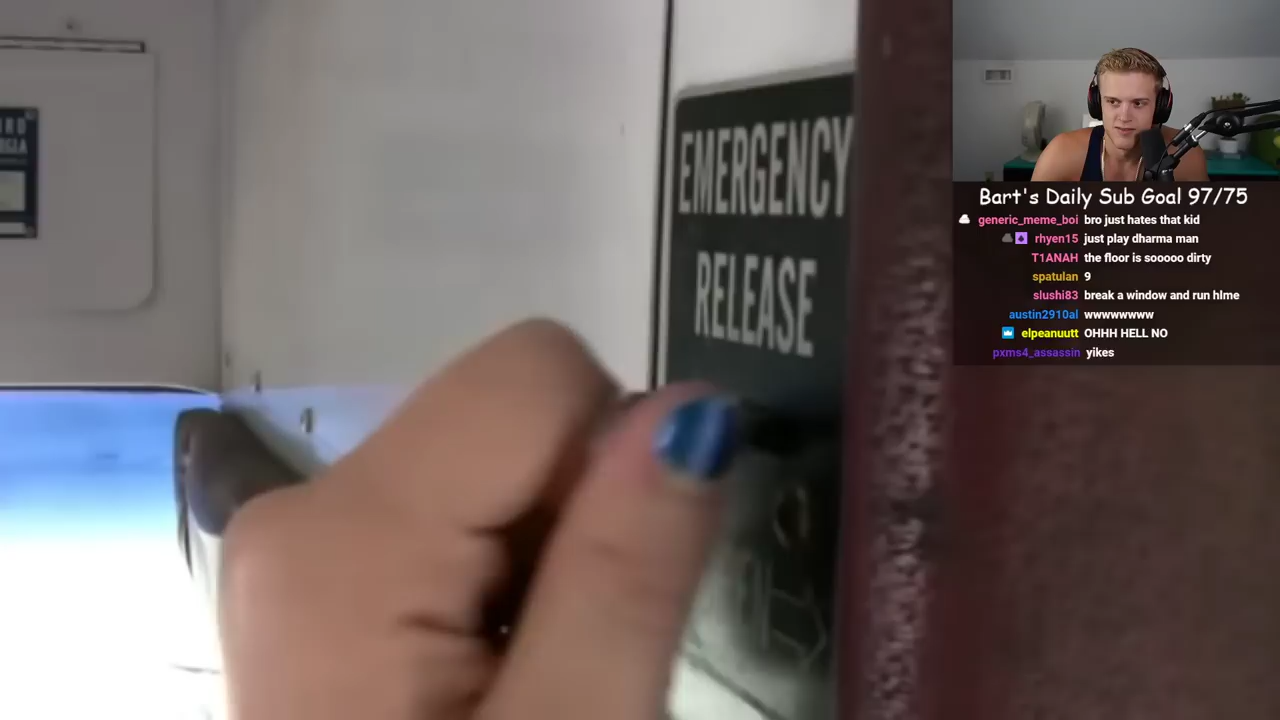 EMERGENCY
RELEASE
Bart's Daily Sub Goal 97/75
generic_meme_boi bro just hates that kid
rhyen15 just play dharma man
T1ANAH the floor is sooooo dirty
spatulan 9
slushi83 break a window and run hlme
austin2910al wwwwwwww
elpeanuutt OHHH HELL NO
pxms4_assassin yikes